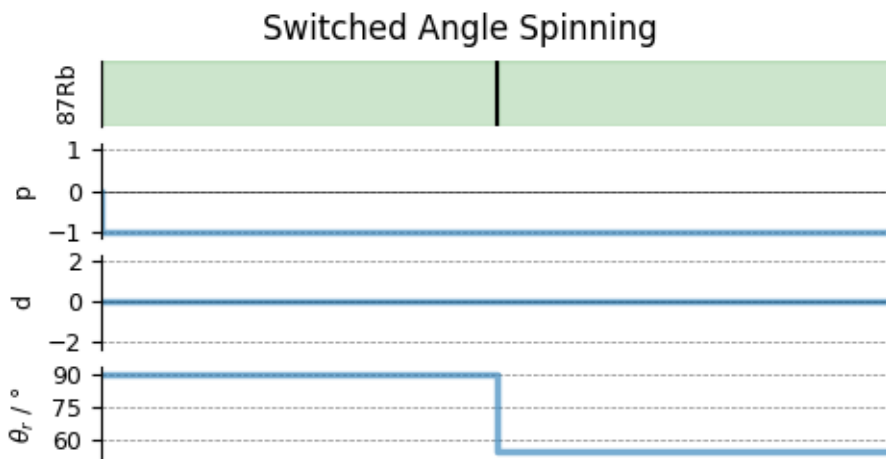 Switched Angle Spinning
87Rb
1
0
−1
p
2
0
−2
d
90
75
60
θr / °